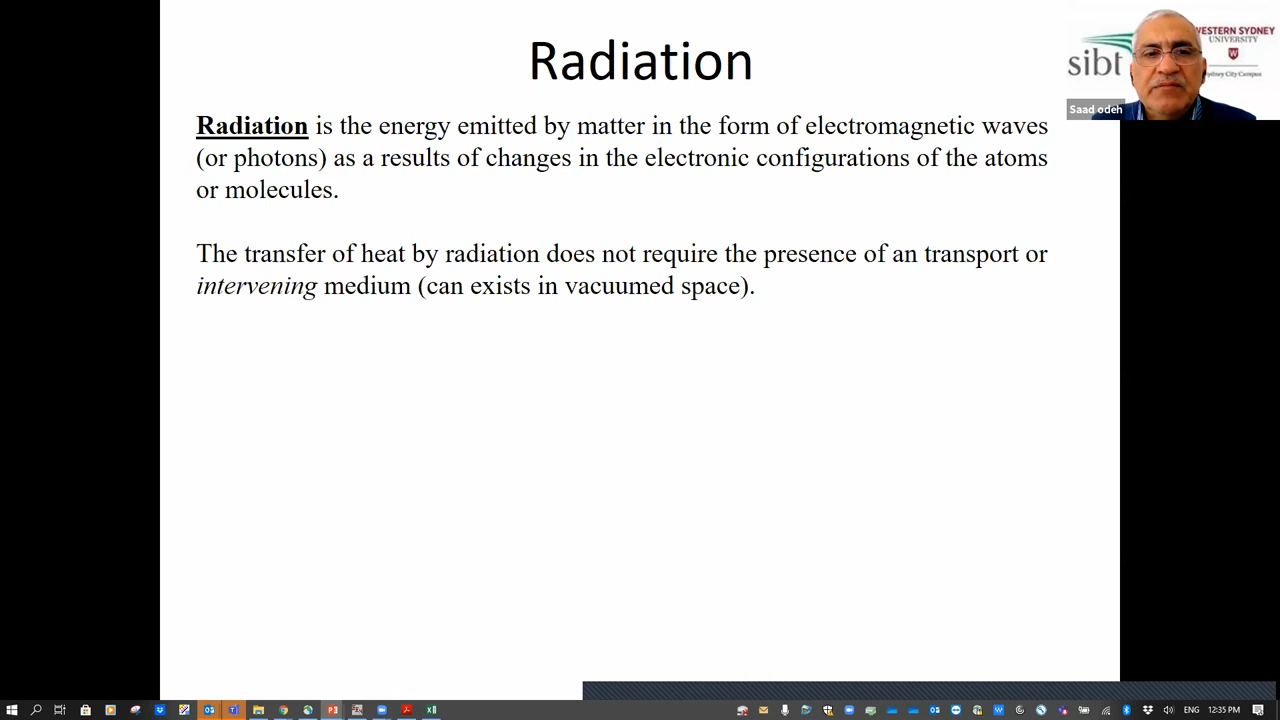 Radiation
Radiation is the energy emitted by matter in the form of electromagnetic waves
(or photons) as a results of changes in the electronic configurations of the atoms
or molecules.
The transfer of heat by radiation does not require the presence of an transport or
intervening medium (can exists in vacuumed space).
sibt
WESTERN SYDNEY
UNIVERSITY
W
Sydney City Campus
Saad odeh
ENG
12:35 PM